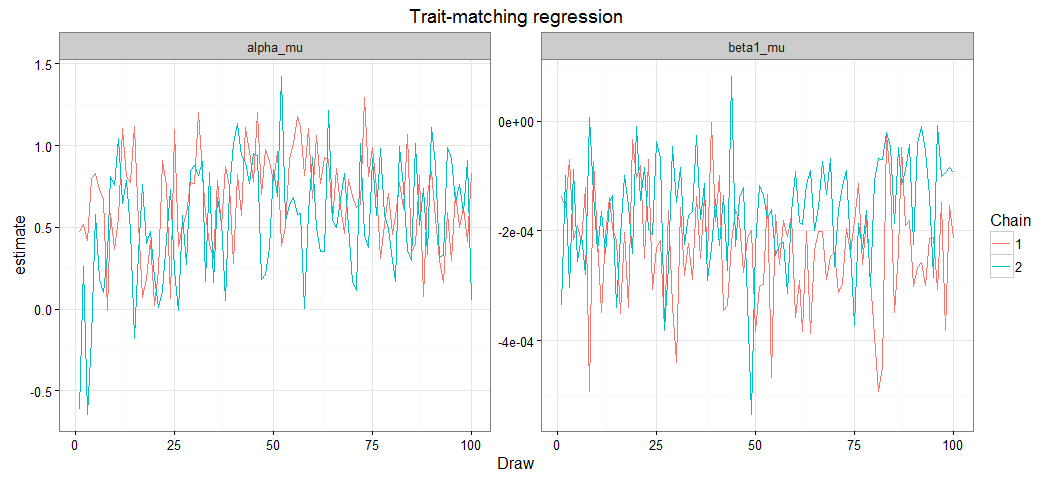 Trait-matching regression
alpha_mu
beta1_mu
estimate
1.5
1.0
0.5
0.0
-0.5
0e+00
-2e-04
-4e-04
0
25
50
75
100
0
25
50
75
100
Draw
Chain
1
2